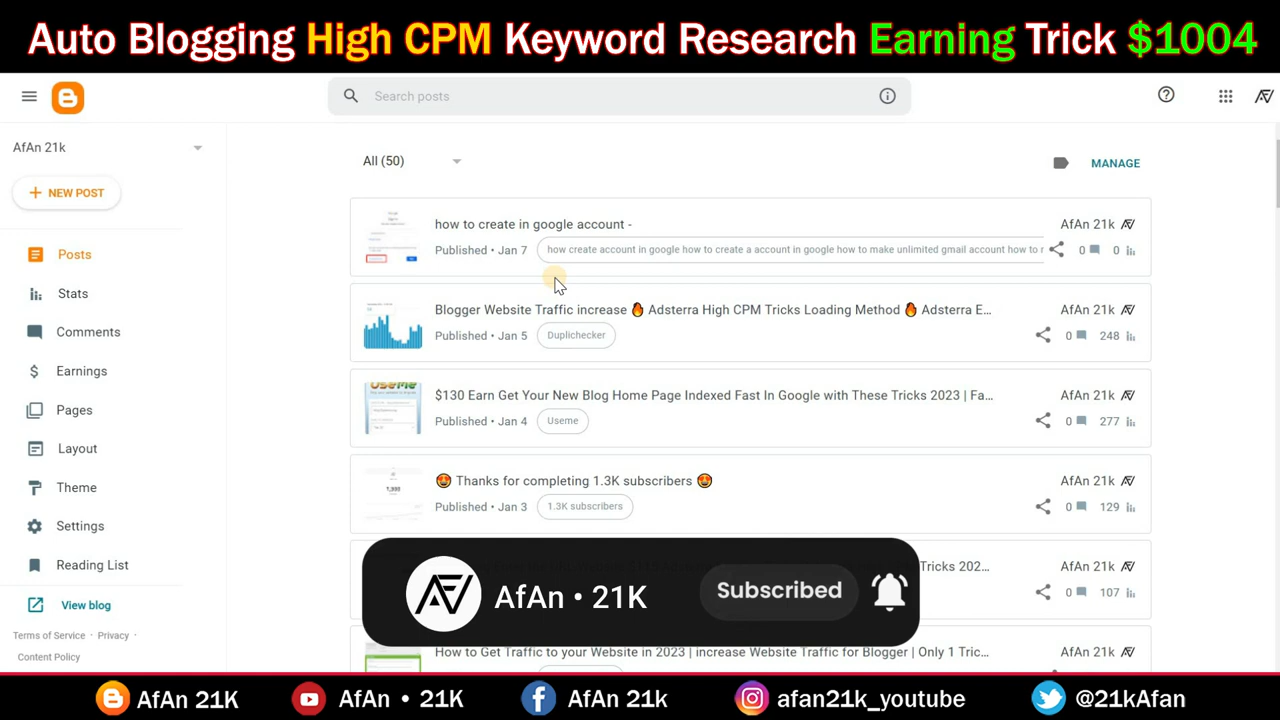 Auto Blogging High CPM Keyword Research Earning Trick $1004
Search posts
AfAn 21k
All (50)
MANAGE
NEW POST
how to create in google account -
AfAn 21k
Published • Jan 7
how create account in google how to create a account in google how to make unlimited gmail account how to
0
0
Posts
Stats
Blogger Website Traffic increase 🔥 Adsterra High CPM Tricks Loading Method 🔥 Adsterra E...
AfAn 21k
Published • Jan 5
Duplichecker
0
248
Comments
Earnings
$130 Earn Get Your New Blog Home Page Indexed Fast In Google with These Tricks 2023 | Fa...
AfAn 21k
Published • Jan 4
Useme
0
277
Pages
Layout
😍 Thanks for completing 1.3K subscribers 😍
AfAn 21k
Published • Jan 3
1.3K subscribers
0
129
Theme
Settings
Reading List
Tricks 202...
AfAn 21k
0
107
AfAn • 21K
Subscribed
View blog
Terms of Service · Privacy ·
Content Policy
How to Get Traffic to your Website in 2023 | increase Website Traffic for Blogger | Only 1 Tric...
AfAn 21k
AfAn 21K
AfAn • 21K
AfAn 21k
afan21k_youtube
@21kAfan